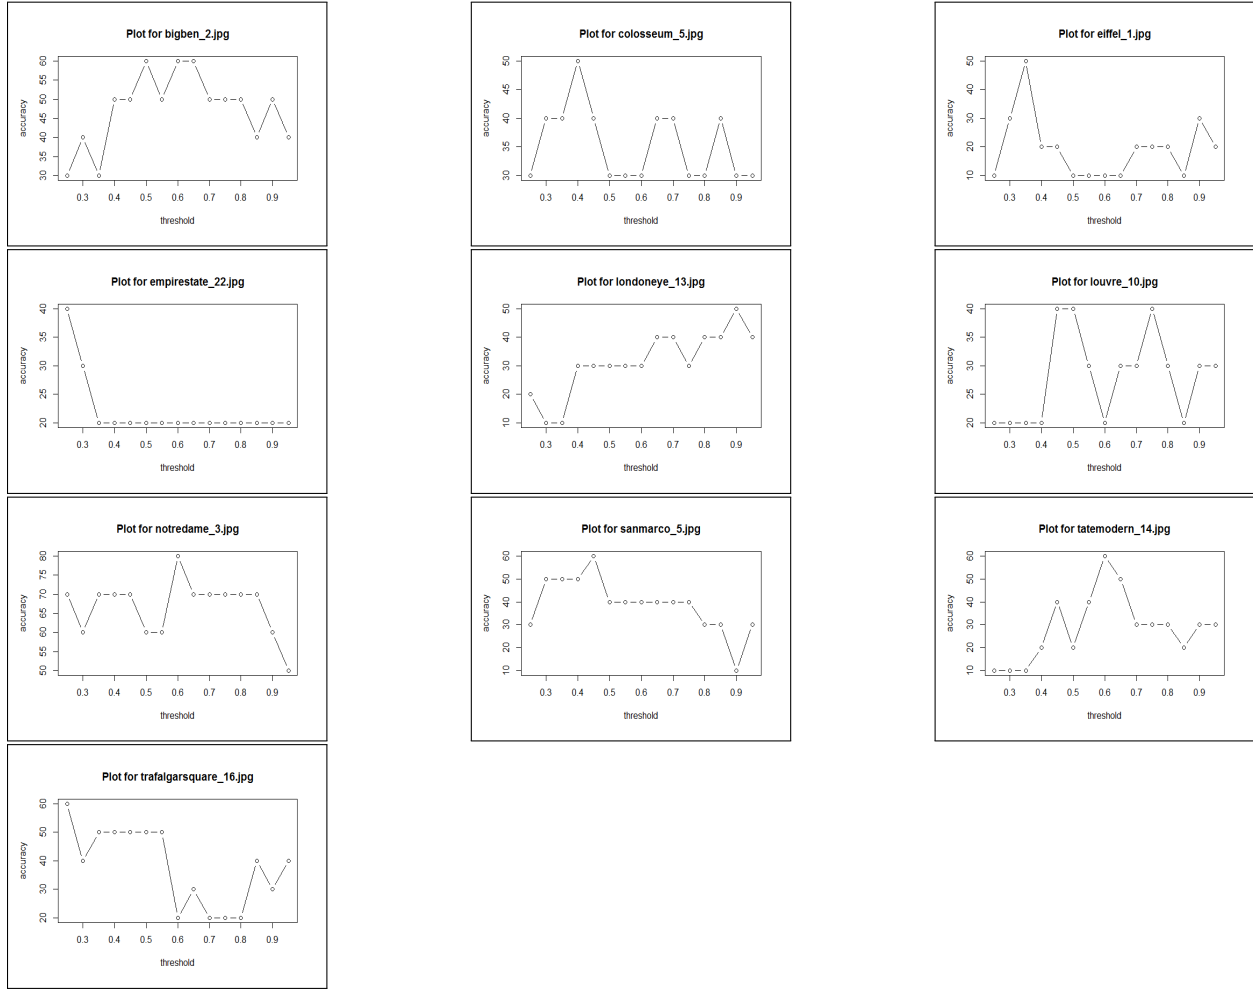 Plot for bigben_2.jpg
accuracy
30 35 40 45 50 55 60
0.3 0.4 0.5 0.6 0.7 0.8 0.9
threshold
Plot for colosseum_5.jpg
accuracy
30 35 40 45 50
0.3 0.4 0.5 0.6 0.7 0.8 0.9
threshold
Plot for eiffel_1.jpg
accuracy
10 20 30 40 50
0.3 0.4 0.5 0.6 0.7 0.8 0.9
threshold
Plot for empirestate_22.jpg
accuracy
20 25 30 35 40
0.3 0.4 0.5 0.6 0.7 0.8 0.9
threshold
Plot for londoneye_13.jpg
accuracy
10 20 30 40 50
0.3 0.4 0.5 0.6 0.7 0.8 0.9
threshold
Plot for louvre_10.jpg
accuracy
20 25 30 35 40
0.3 0.4 0.5 0.6 0.7 0.8 0.9
threshold
Plot for notredame_3.jpg
accuracy
50 55 60 65 70 75 80
0.3 0.4 0.5 0.6 0.7 0.8 0.9
threshold
Plot for sanmarco_5.jpg
accuracy
10 20 30 40 50 60
0.3 0.4 0.5 0.6 0.7 0.8 0.9
threshold
Plot for tatemodern_14.jpg
accuracy
10 20 30 40 50 60
0.3 0.4 0.5 0.6 0.7 0.8 0.9
threshold
Plot for trafalgarsquare_16.jpg
accuracy
20 30 40 50 60
0.3 0.4 0.5 0.6 0.7 0.8 0.9
threshold